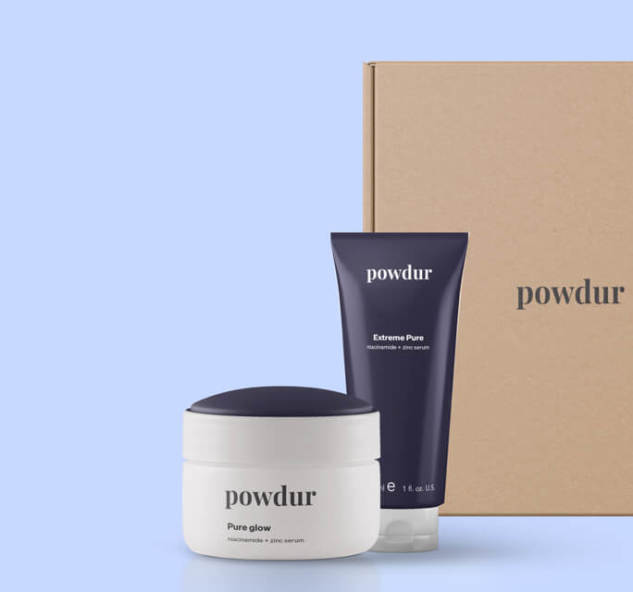 powdur
Extreme Pure
niacinamide + zinc serum
e 1 fl. oz. U.S.
powdur
powdur
Pure glow
niacinamide + zinc serum